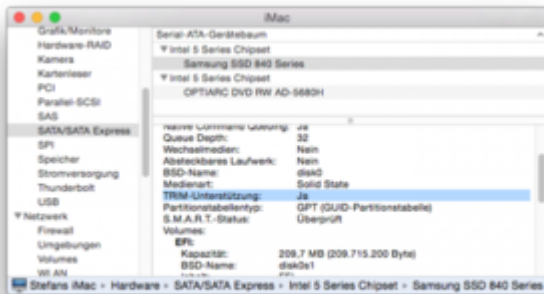 iMac
Grafik/Monitore
Hardware-RAID
Kamera
Kartenleser
PCI
Parallel-SCSI
SAS
SATA/SATA Express
SPI
Speicher
Stromversorgung
Thunderbolt
USB
Netzwerk
Firewall
Umgebungen
Volumes
WLAN
Serial-ATA-Gerätebaum
Intel 5 Series Chipset
Samsung SSD 840 Series
Intel 5 Series Chipset
OPTIARC DVD RW AD-5680H
Native Command Queuing: Ja
Queue Depth: 32
Wechselmedien: Nein
Absteckbares Laufwerk: Nein
BSD-Name: disk0
Medienart: Solid State
TRIM-Unterstützung: Ja
Partitionstabellentyp: GPT (GUID-Partitionstabelle)
S.M.A.R.T.-Status: Überprüft
Volumes:
EFI:
Kapazität: 209,7 MB (209.715.200 Byte)
BSD-Name: disk0s1
Stefans iMac › Hardware › SATA/SATA Express › Intel 5 Series Chipset › Samsung SSD 840 Series